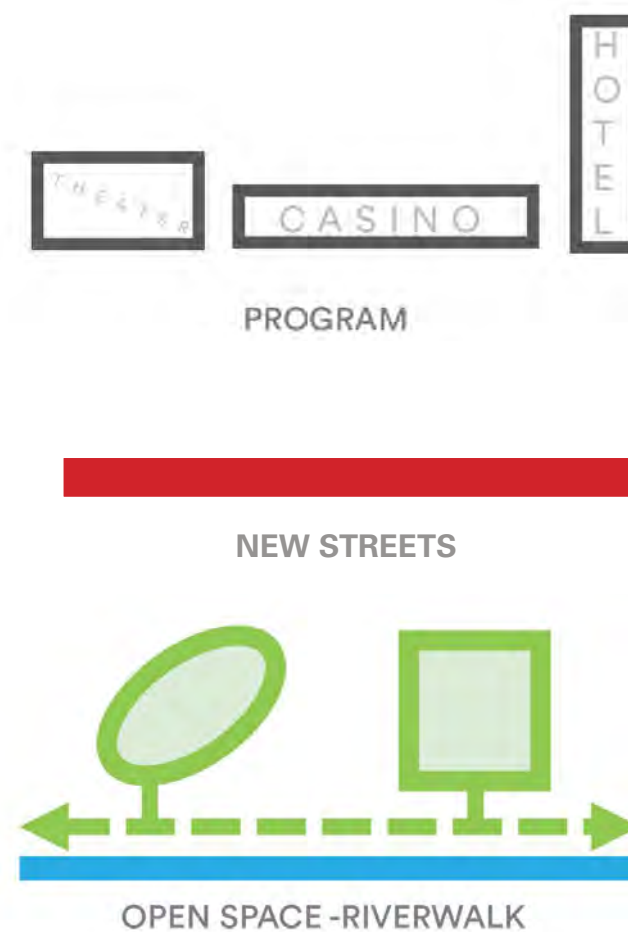 HOTEL
THEATER
CASINO
PROGRAM
NEW STREETS
OPEN SPACE -RIVERWALK